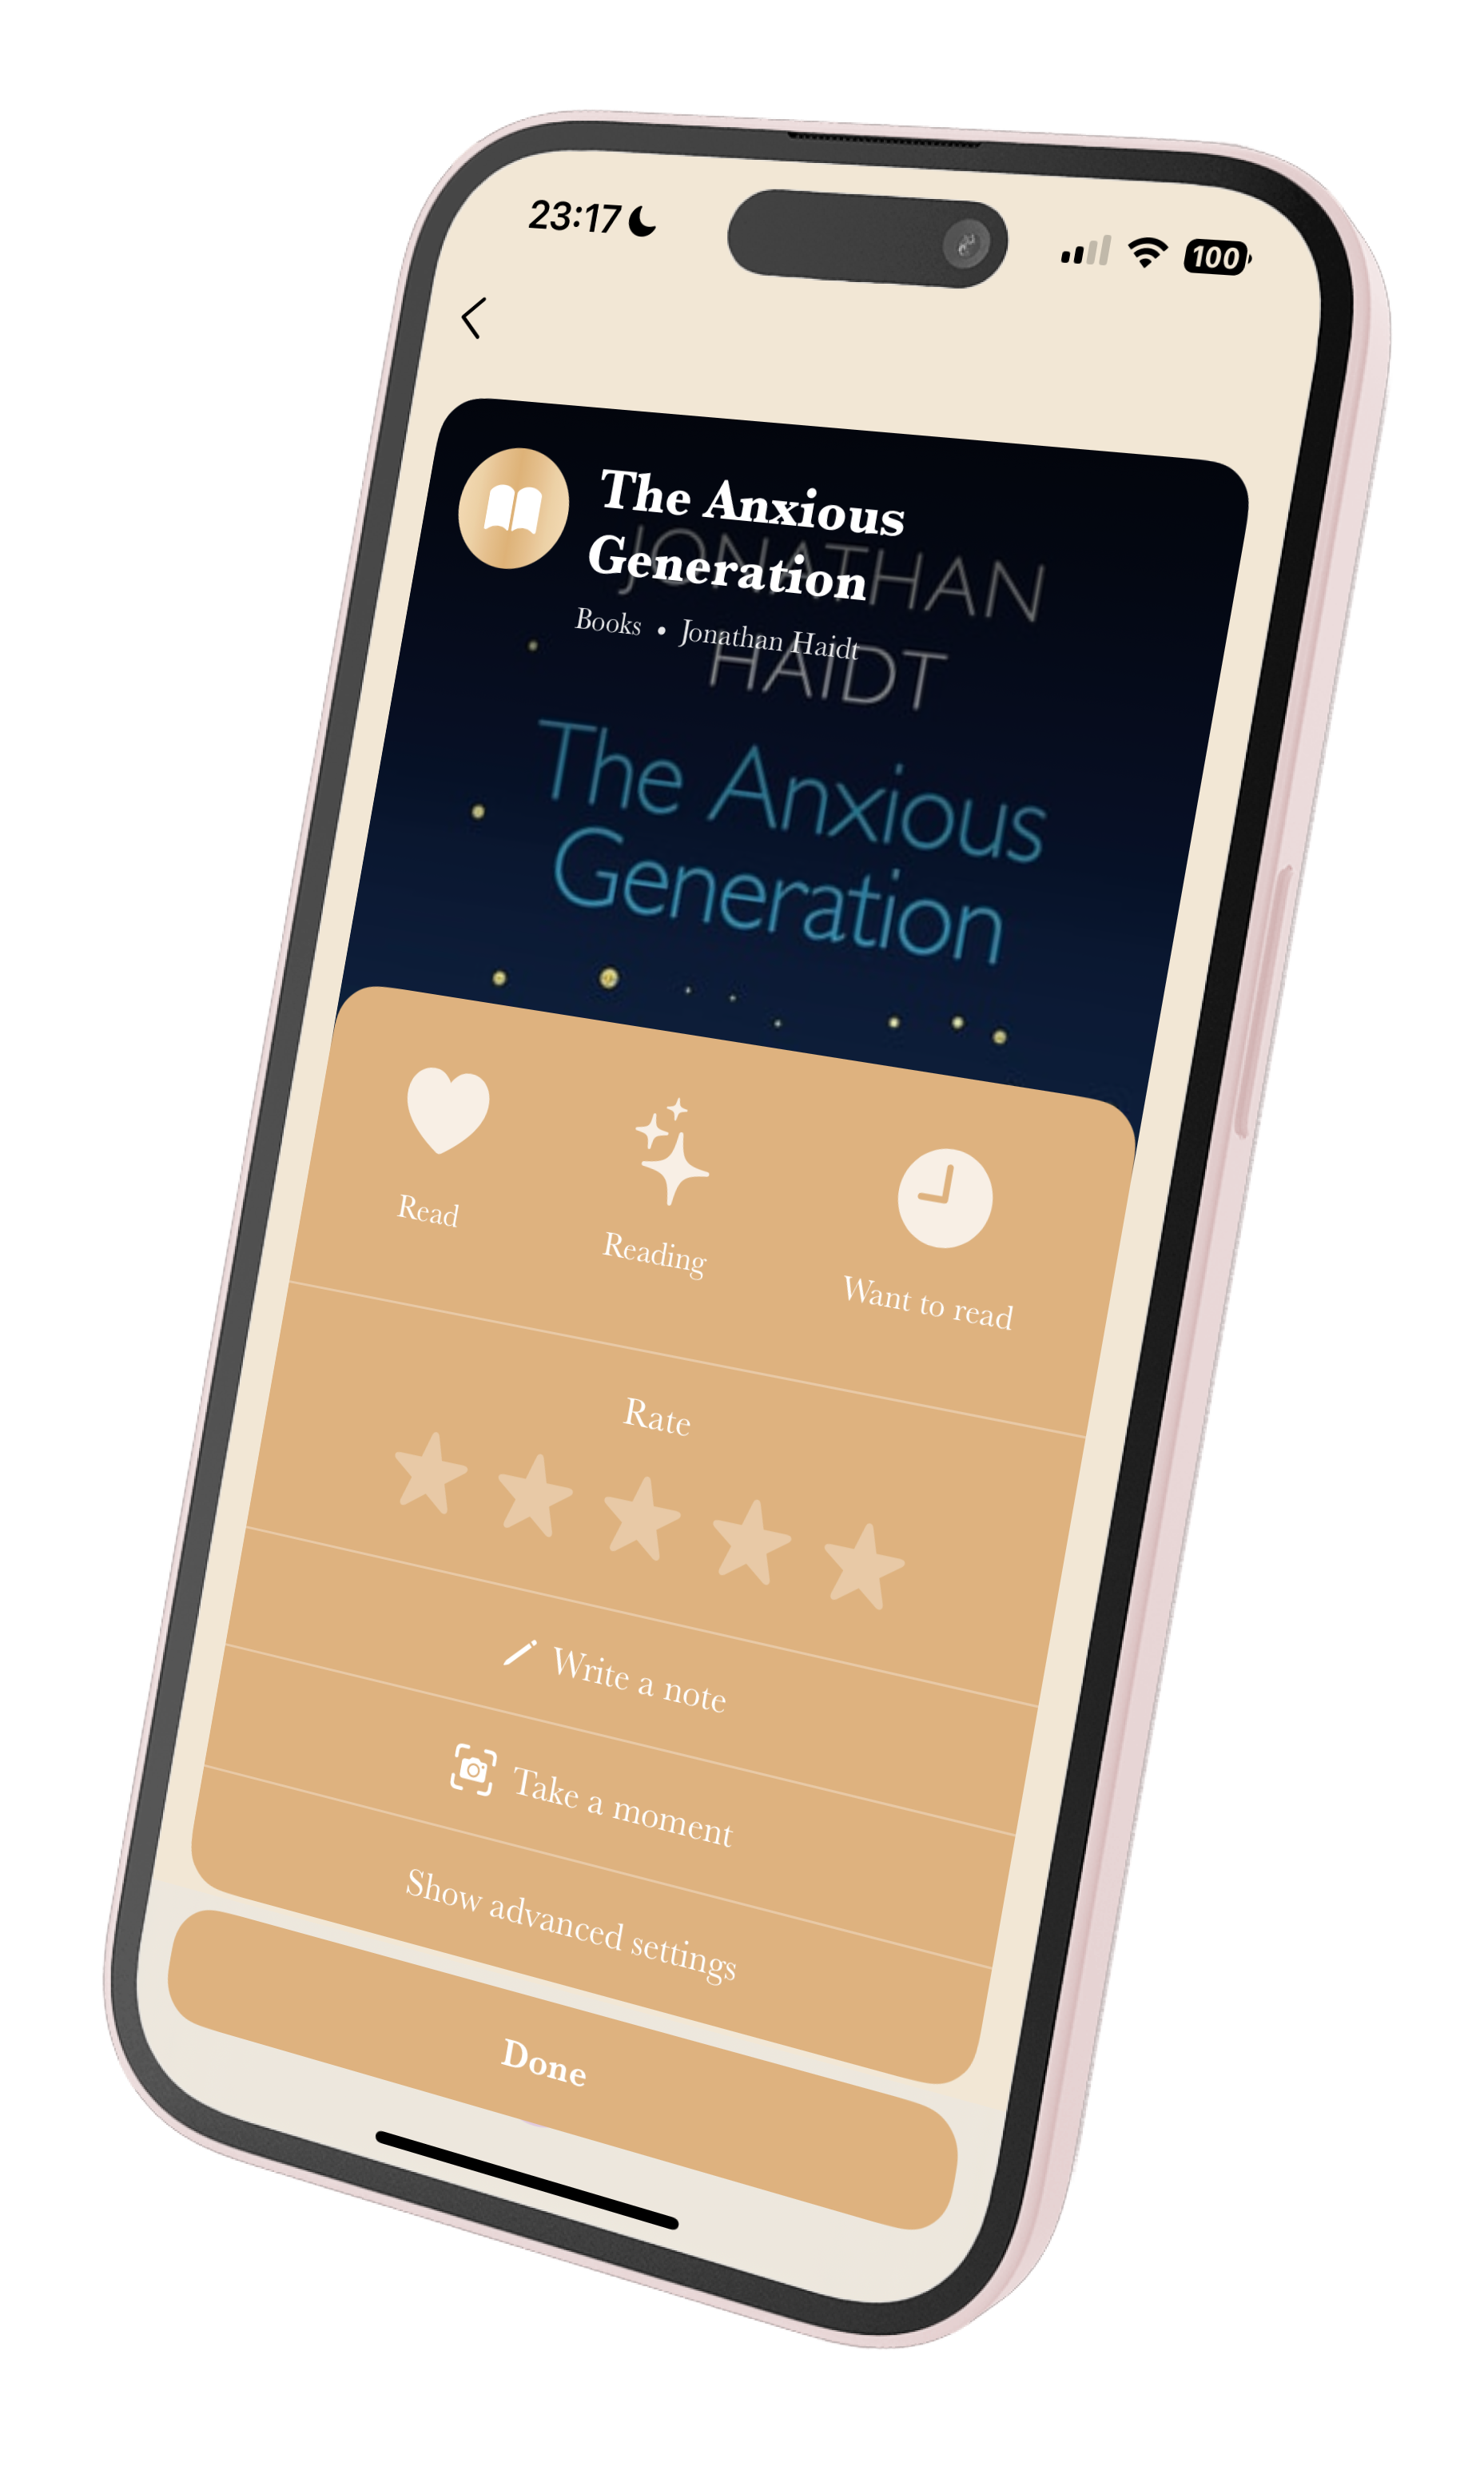 23:17
100
The Anxious
Generation
Books • Jonathan Haidt
JONATHAN
HAIDT
The Anxious
Generation
Read
Reading
Want to read
Rate
Write a note
Take a moment
Show advanced settings
Done